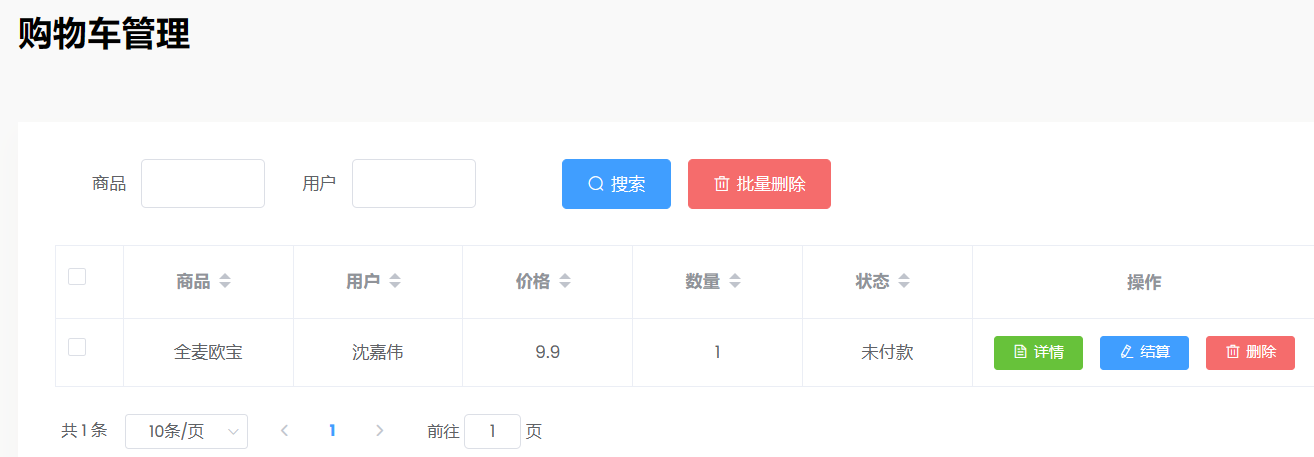 购物车管理
商品 用户 搜索 批量删除
商品 用户 价格 数量 状态 操作
全麦欧宝 沈嘉伟 9.9 1 未付款 详情 结算 删除
共 1 条 10条/页 1 前往 1 页